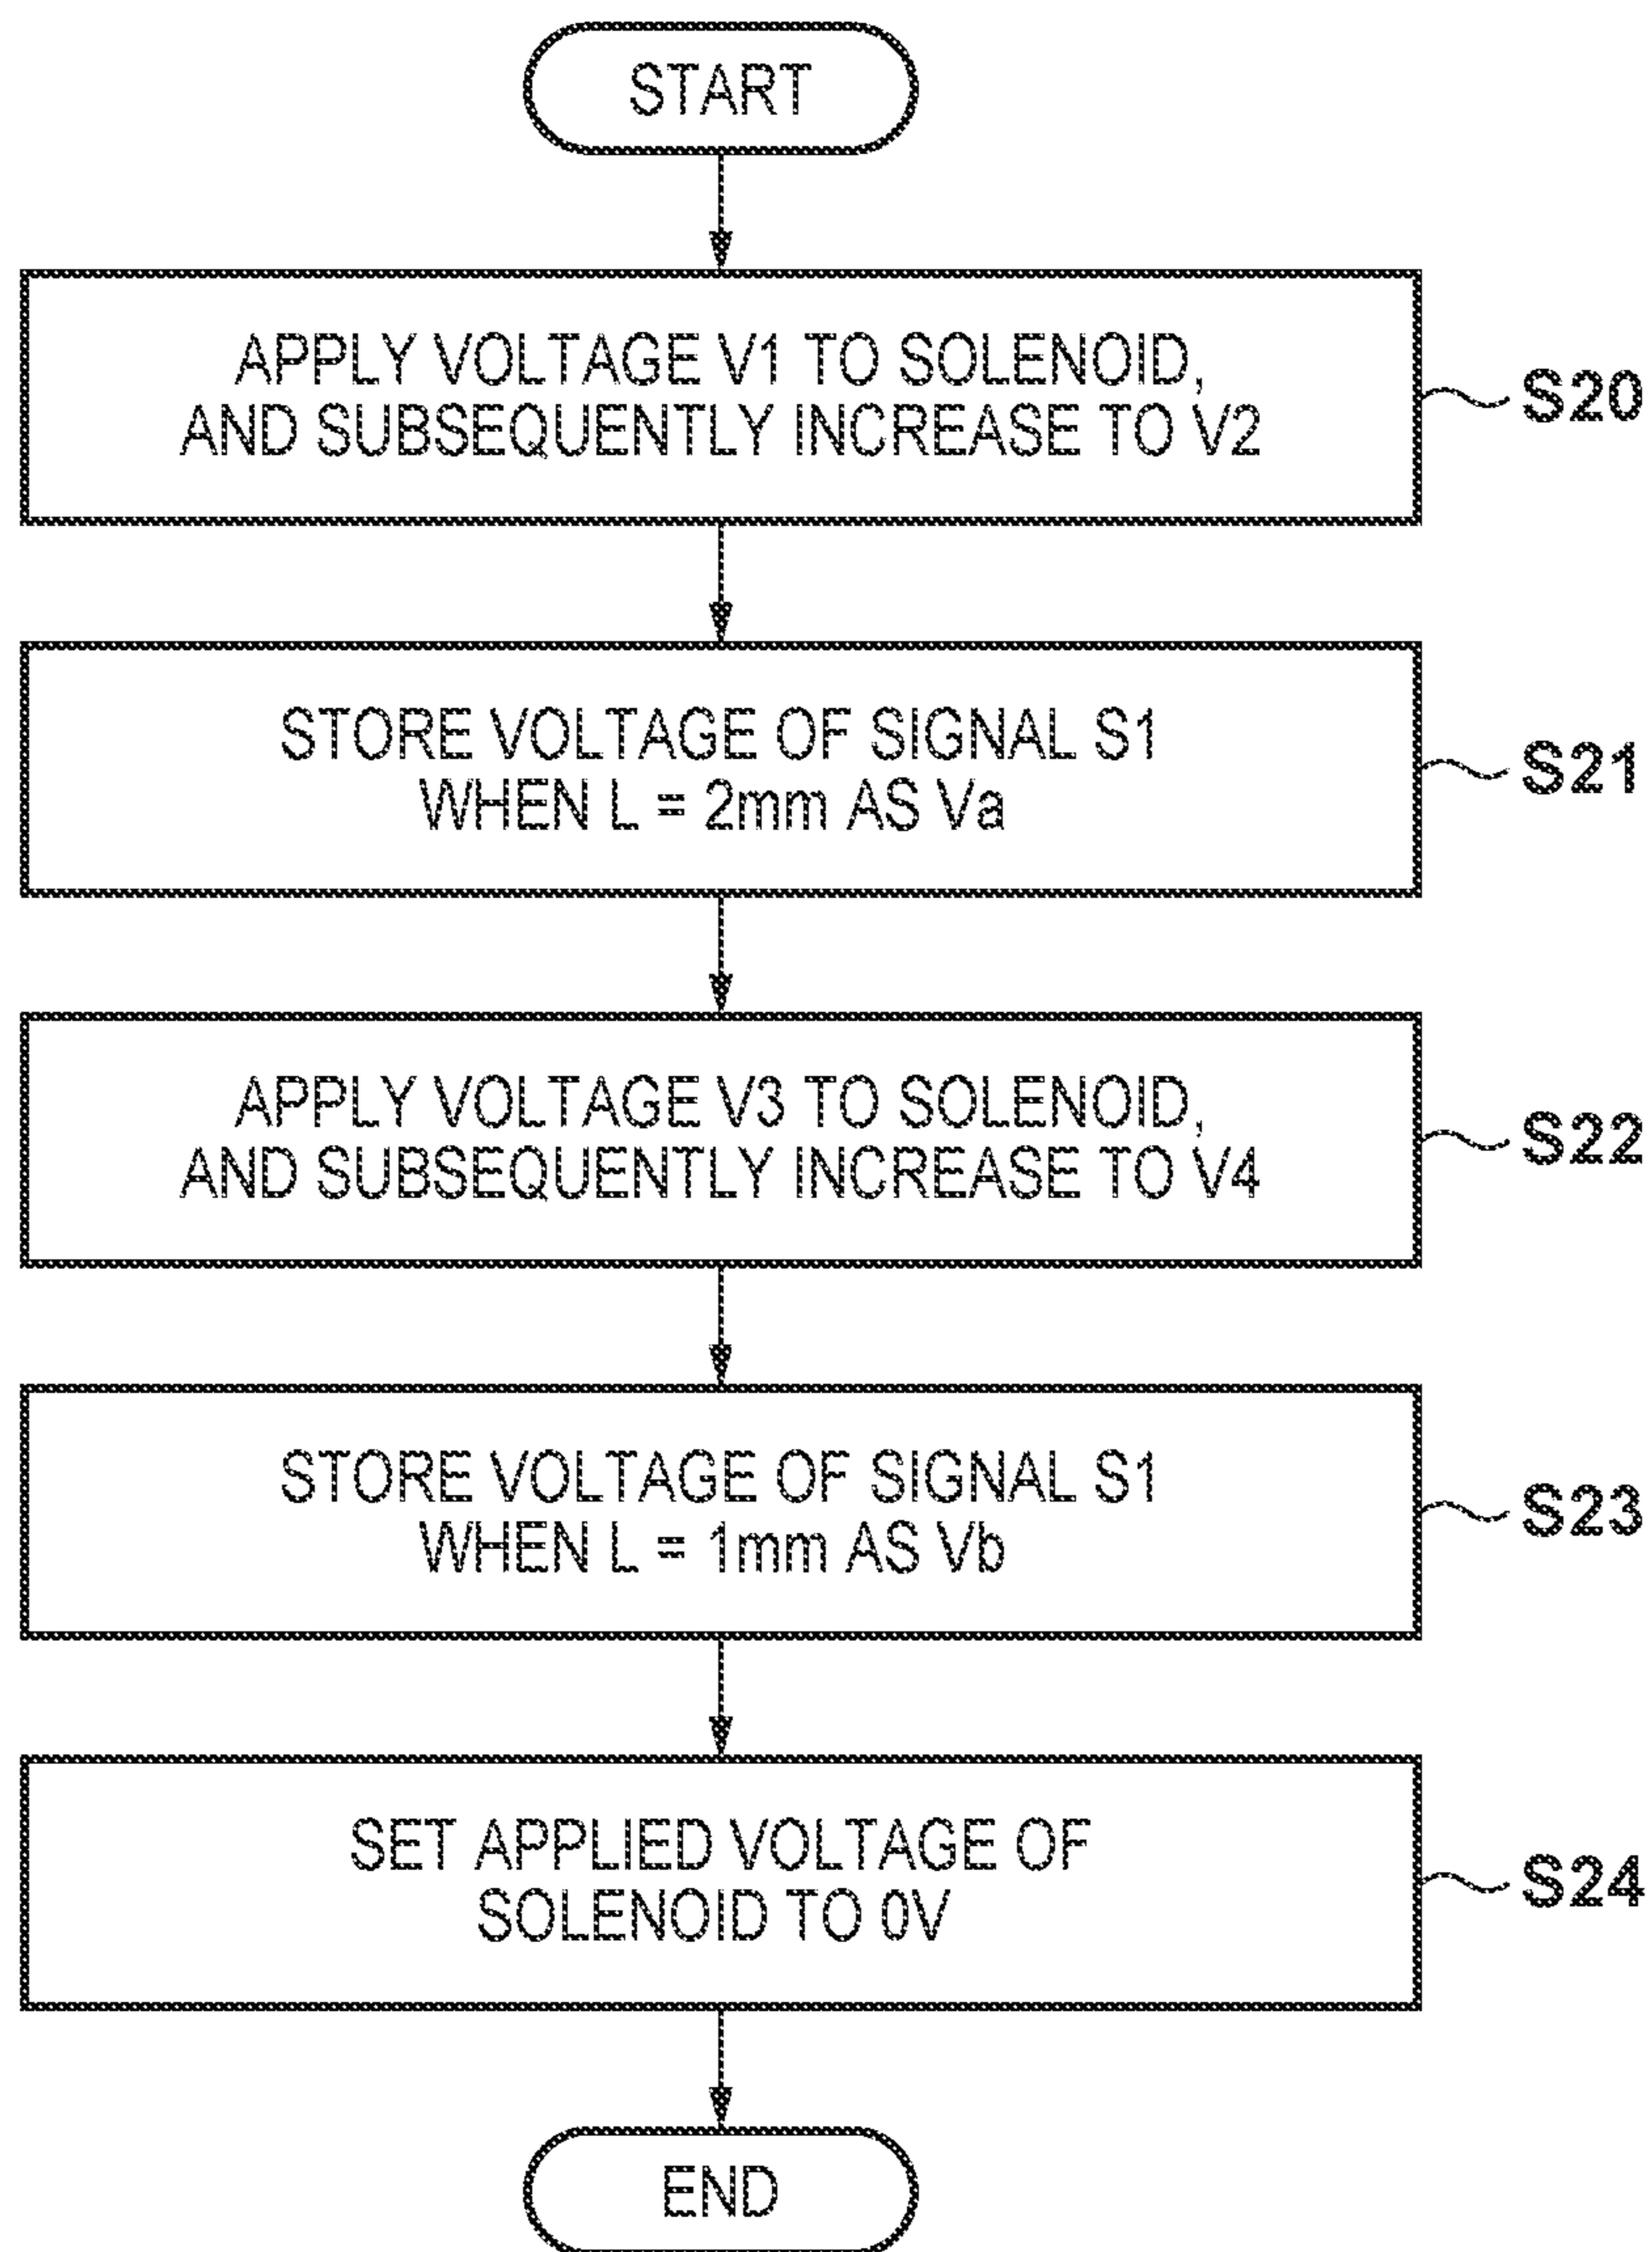 START
APPLY VOLTAGE V1 TO SOLENOID,
AND SUBSEQUENTLY INCREASE TO V2
S20
STORE VOLTAGE OF SIGNAL S1
WHEN L = 2mm AS Va
S21
APPLY VOLTAGE V3 TO SOLENOID,
AND SUBSEQUENTLY INCREASE TO V4
S22
STORE VOLTAGE OF SIGNAL S1
WHEN L = 1mm AS Vb
S23
SET APPLIED VOLTAGE OF
SOLENOID TO 0V
S24
END